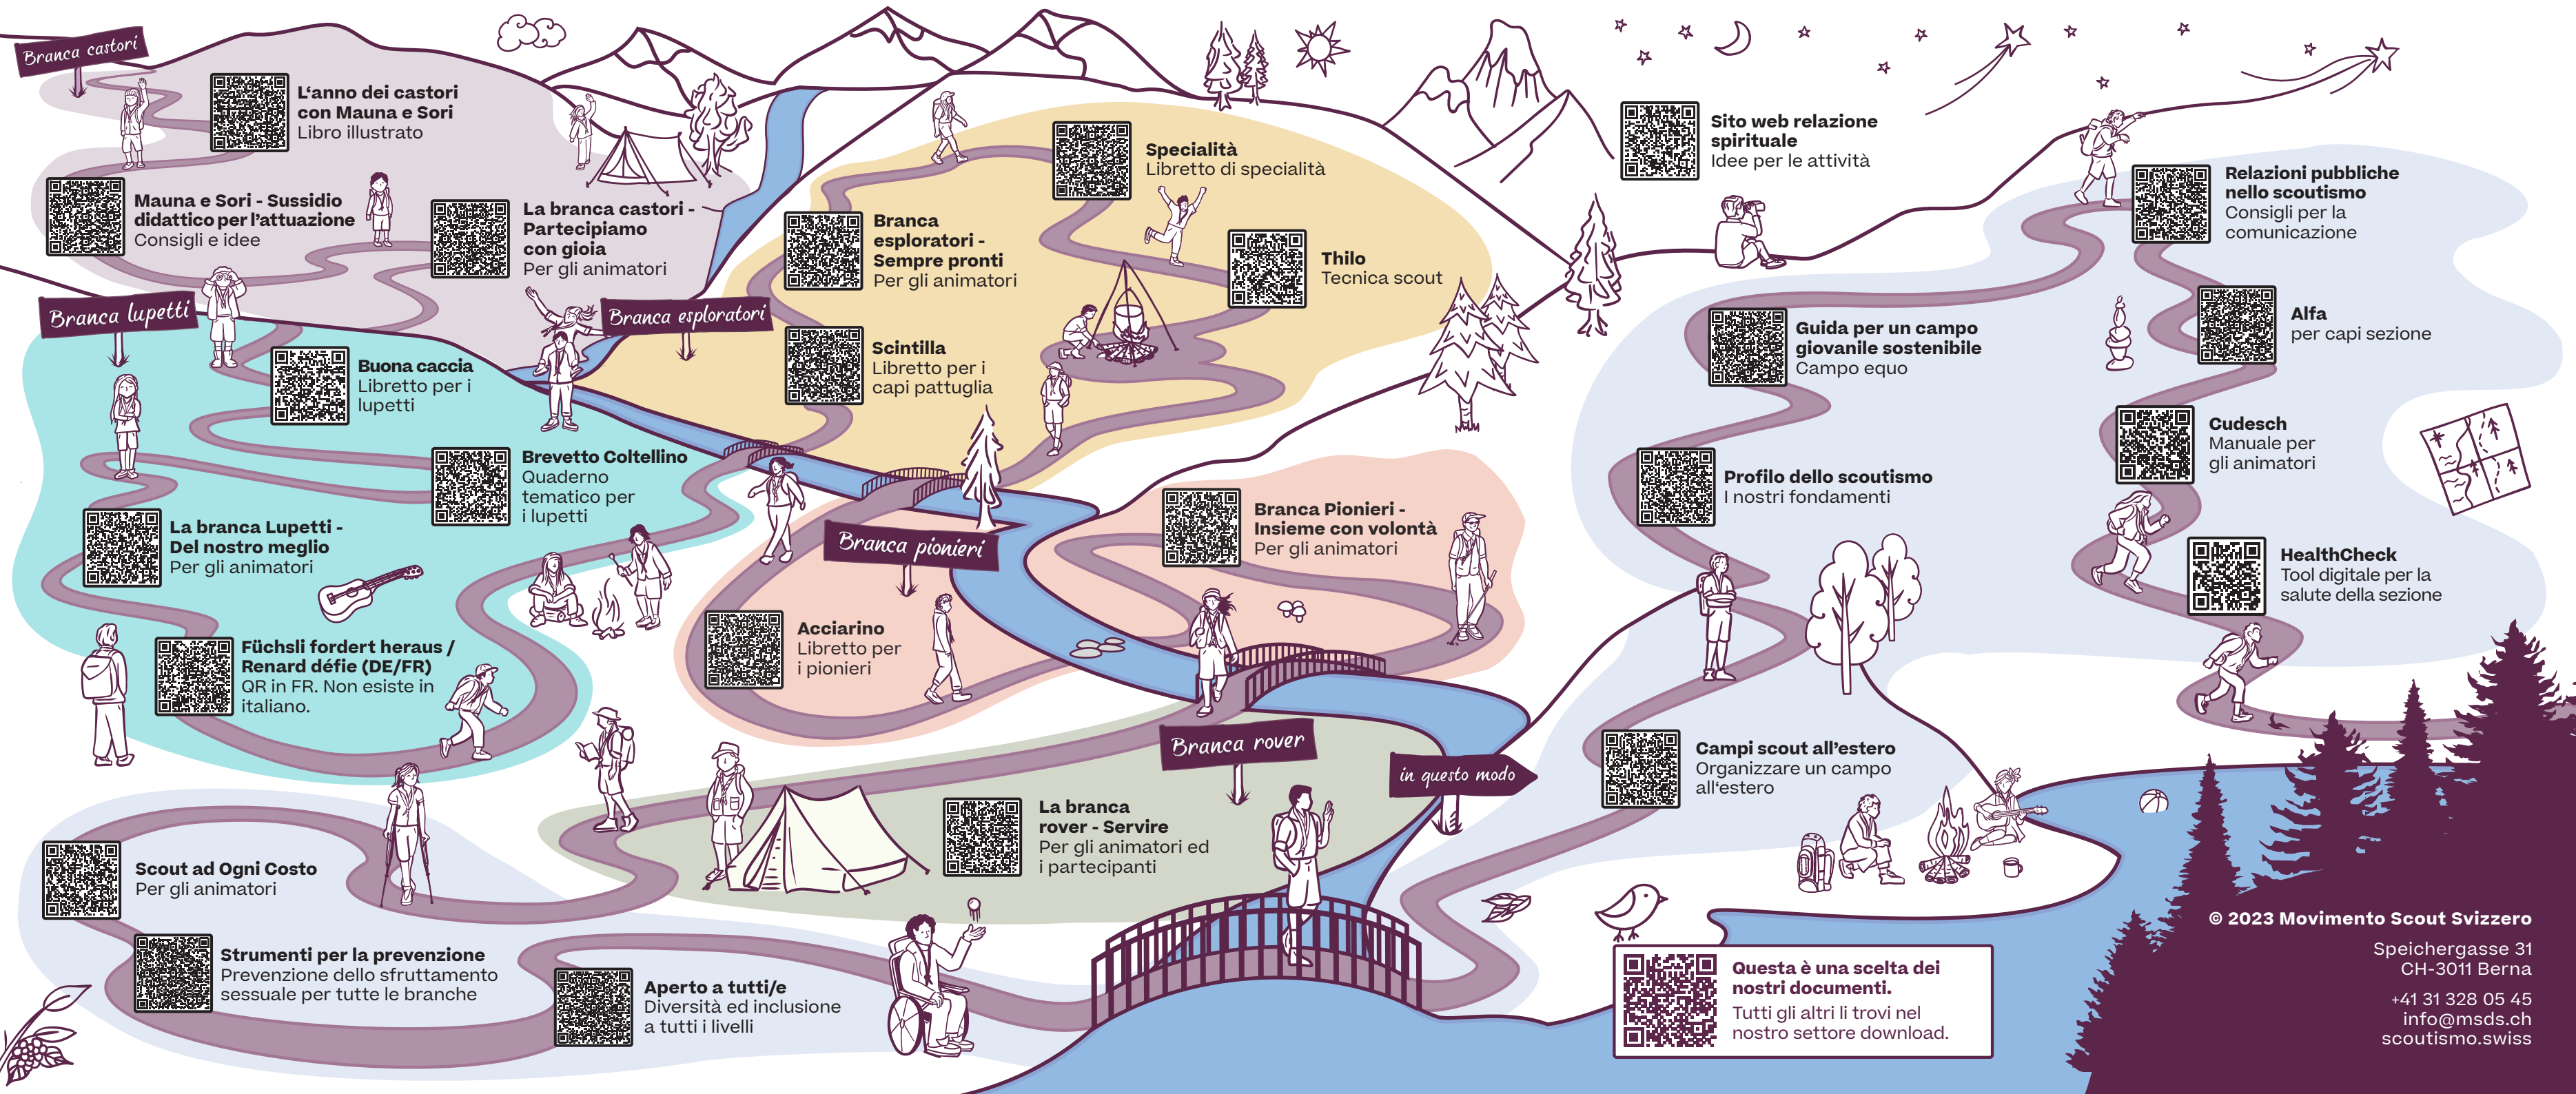 Branca castori
L'anno dei castori
con Mauna e Sori
Libro illustrato
Mauna e Sori - Sussidio
didattico per l'attuazione
Consigli e idee
La branca castori -
Partecipiamo
con gioia
Per gli animatori
Branca lupetti
Buona caccia
Libretto per i
lupetti
Brevetto Coltellino
Quaderno
tematico per
i lupetti
La branca Lupetti -
Del nostro meglio
Per gli animatori
Füchsli fordert heraus /
Renard défie (DE/FR)
QR in FR. Non esiste in
italiano.
Branca esploratori
Specialità
Libretto di specialità
Branca
esploratori -
Sempre pronti
Per gli animatori
Thilo
Tecnica scout
Scintilla
Libretto per i
capi pattuglia
Branca pionieri
Branca Pionieri -
Insieme con volontà
Per gli animatori
Acciarino
Libretto per
i pionieri
Branca rover
La branca
rover - Servire
Per gli animatori ed
i partecipanti
in questo modo
Scout ad Ogni Costo
Per gli animatori
Strumenti per la prevenzione
Prevenzione dello sfruttamento
sessuale per tutte le branche
Aperto a tutti/e
Diversità ed inclusione
a tutti i livelli
Sito web relazione
spirituale
Idee per le attività
Relazioni pubbliche
nello scoutismo
Consigli per la
comunicazione
Guida per un campo
giovanile sostenibile
Campo equo
Alfa
per capi sezione
Profilo dello scoutismo
I nostri fondamenti
Cudesch
Manuale per
gli animatori
HealthCheck
Tool digitale per la
salute della sezione
Campi scout all'estero
Organizzare un campo
all'estero
Questa è una scelta dei
nostri documenti.
Tutti gli altri li trovi nel
nostro settore download.
© 2023 Movimento Scout Svizzero
Speichergasse 31
CH-3011 Berna
+41 31 328 05 45
info@msds.ch
scoutismo.swiss